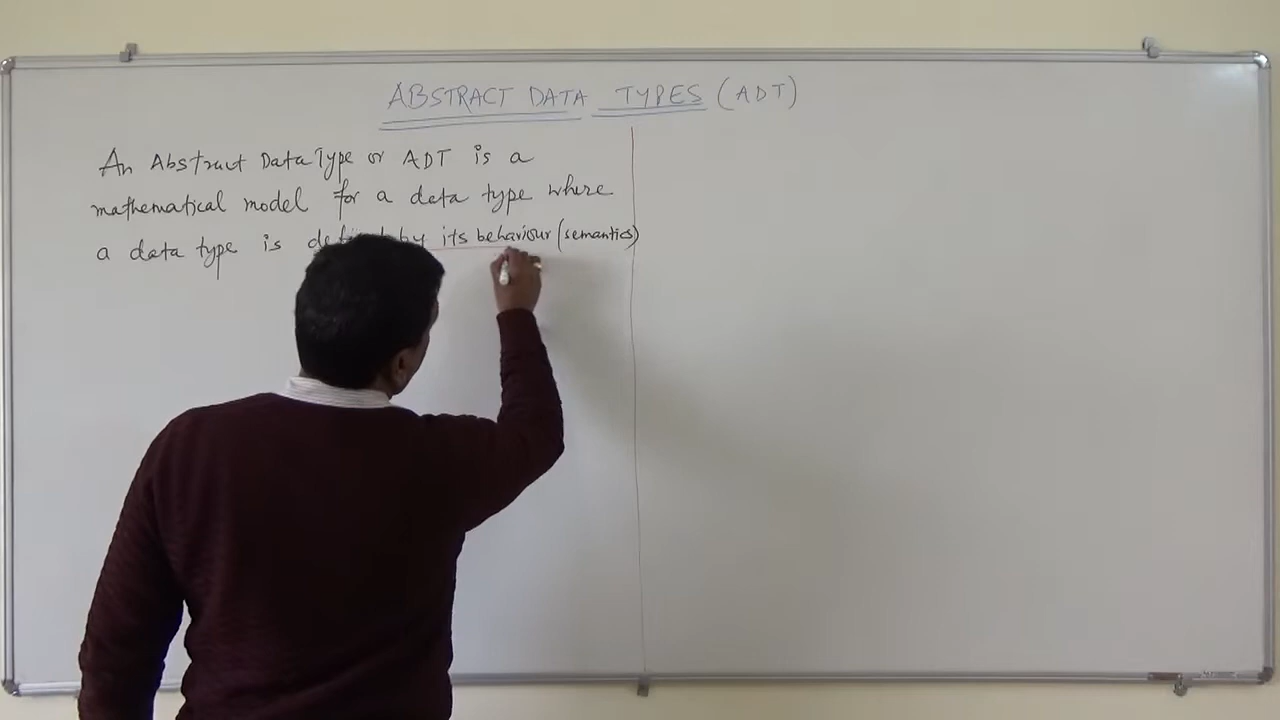 ABSTRACT DATA TYPES (ADT)
An Abstract Data Type or ADT is a
mathematical model for a data type where
a data type is by its behaviour (semantics)